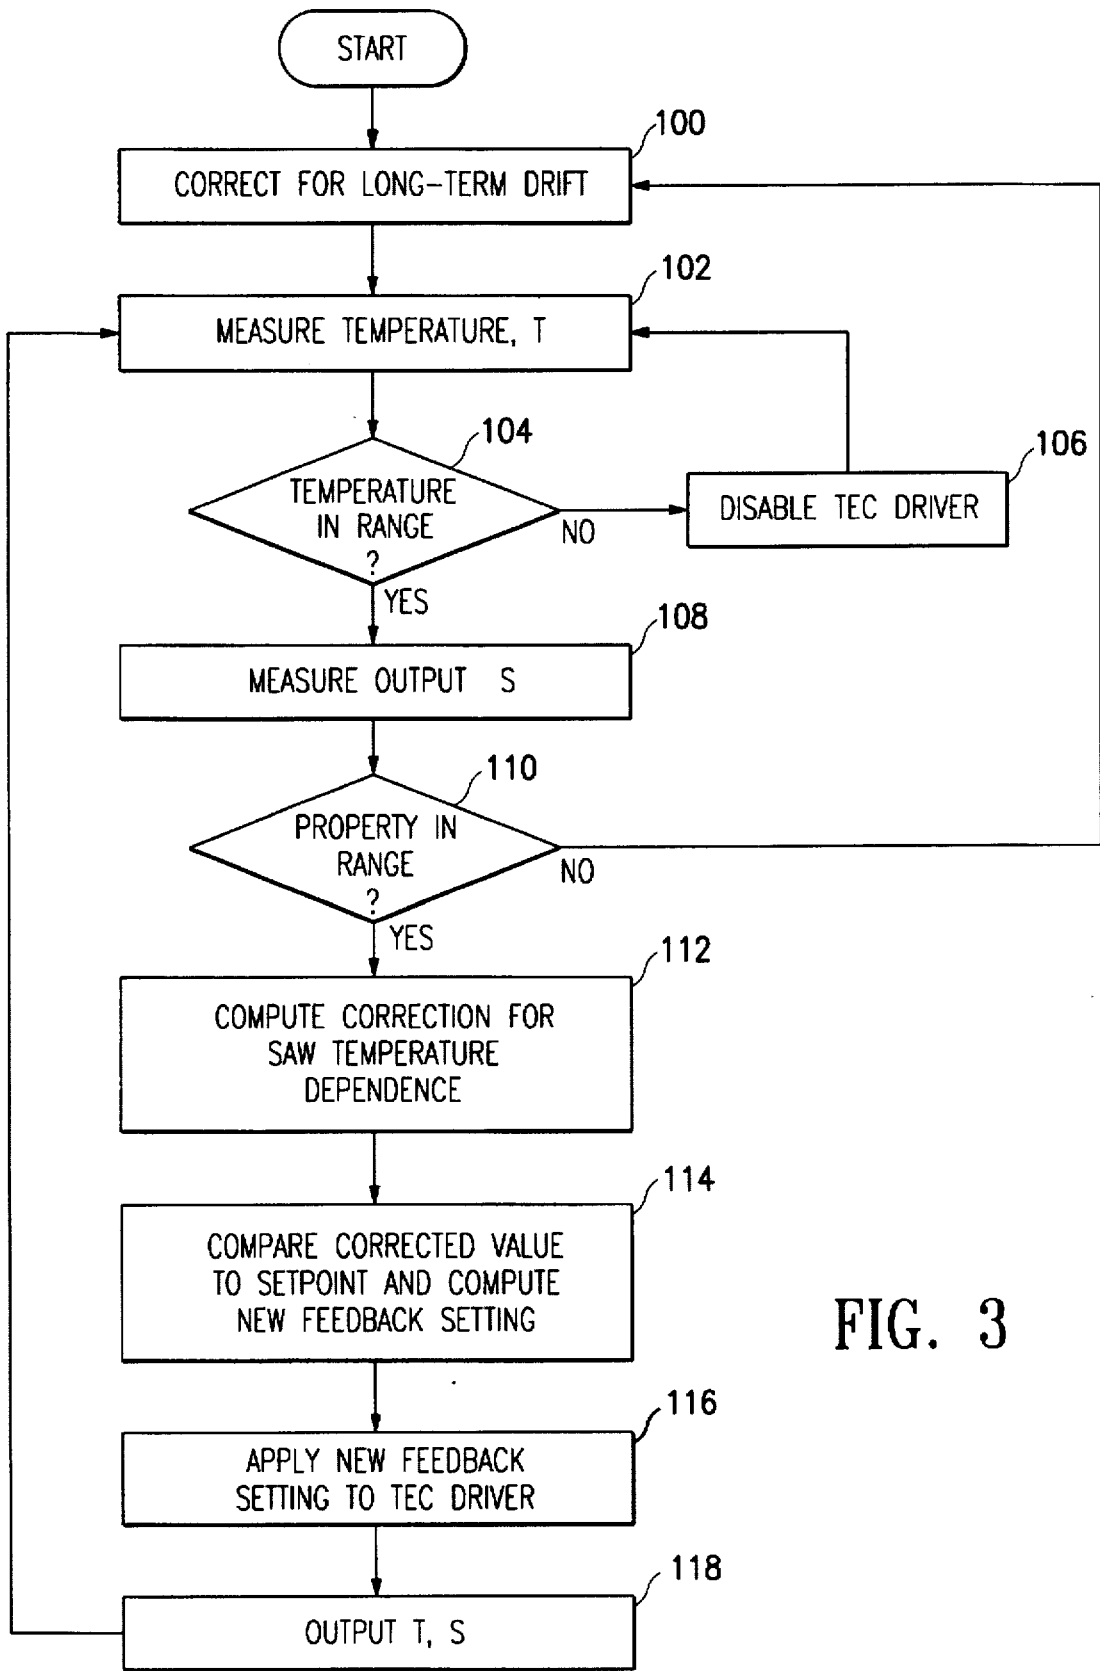 START
100
CORRECT FOR LONG-TERM DRIFT
102
MEASURE TEMPERATURE, T
104
TEMPERATURE
IN RANGE
?
NO
YES
106
DISABLE TEC DRIVER
108
MEASURE OUTPUT S
110
PROPERTY IN
RANGE
?
NO
YES
112
COMPUTE CORRECTION FOR
SAW TEMPERATURE
DEPENDENCE
114
COMPARE CORRECTED VALUE
TO SETPOINT AND COMPUTE
NEW FEEDBACK SETTING
116
APPLY NEW FEEDBACK
SETTING TO TEC DRIVER
118
OUTPUT T, S
FIG. 3